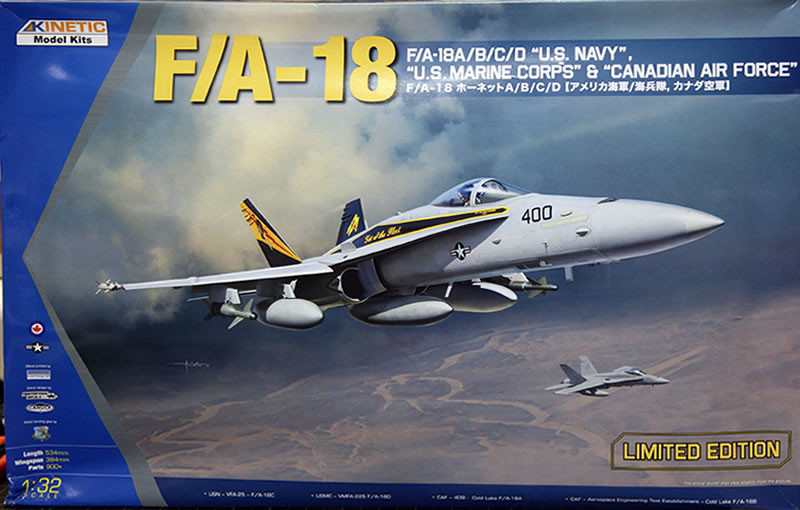 KINETIC
Model Kits
F/A-18
F/A-18A/B/C/D “U.S. NAVY”,
“U.S. MARINE CORPS” & “CANADIAN AIR FORCE”
F/A-18 ホーネットA/B/C/D【アメリカ海軍/海兵隊, カナダ空軍】
400
Length 534mm
Wingspan 384mm
Parts 900+
1:32
SCALE
LIMITED EDITION
• USN - VFA-25 - F/A-18C
• USMC - VMFA-225 F/A-18D
• CAF - 409 - Cold Lake F/A-18A
• CAF - Aerospace Engineering Test Establishment - Cold Lake F/A-18B